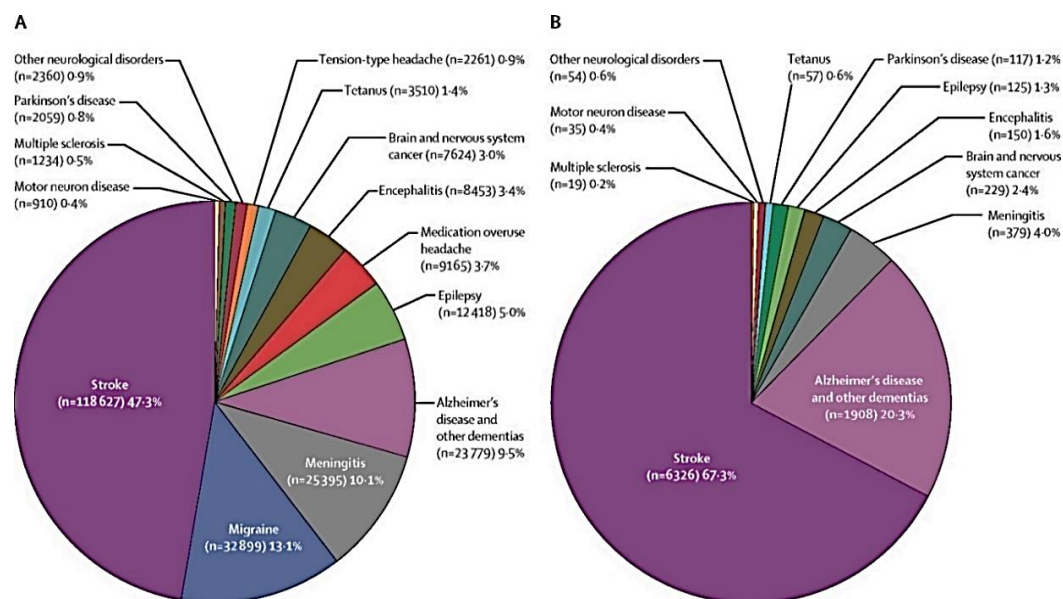 A
Other neurological disorders
(n=2360) 0·9%
Parkinson's disease
(n=2059) 0·8%
Multiple sclerosis
(n=1234) 0·5%
Motor neuron disease
(n=910) 0·4%
Tension-type headache (n=2261) 0·9%
Tetanus (n=3510) 1·4%
Brain and nervous system
cancer (n=7624) 3·0%
Encephalitis (n=8453) 3·4%
Medication overuse
headache
(n=9165) 3·7%
Epilepsy
(n=12 418) 5·0%
Alzheimer's
disease and
other dementias
(n=23 779) 9·5%
Meningitis
(n=25 395) 10·1%
Migraine
(n=32 899) 13·1%
Stroke
(n=118 627) 47·3%
B
Other neurological disorders
(n=54) 0·6%
Motor neuron disease
(n=35) 0·4%
Multiple sclerosis
(n=19) 0·2%
Tetanus
(n=57) 0·6%
Parkinson's disease (n=117) 1·2%
Epilepsy (n=125) 1·3%
Encephalitis
(n=150) 1·6%
Brain and nervous
system cancer
(n=229) 2·4%
Meningitis
(n=379) 4·0%
Alzheimer's disease
and other dementias
(n=1908) 20·3%
Stroke
(n=6326) 67·3%